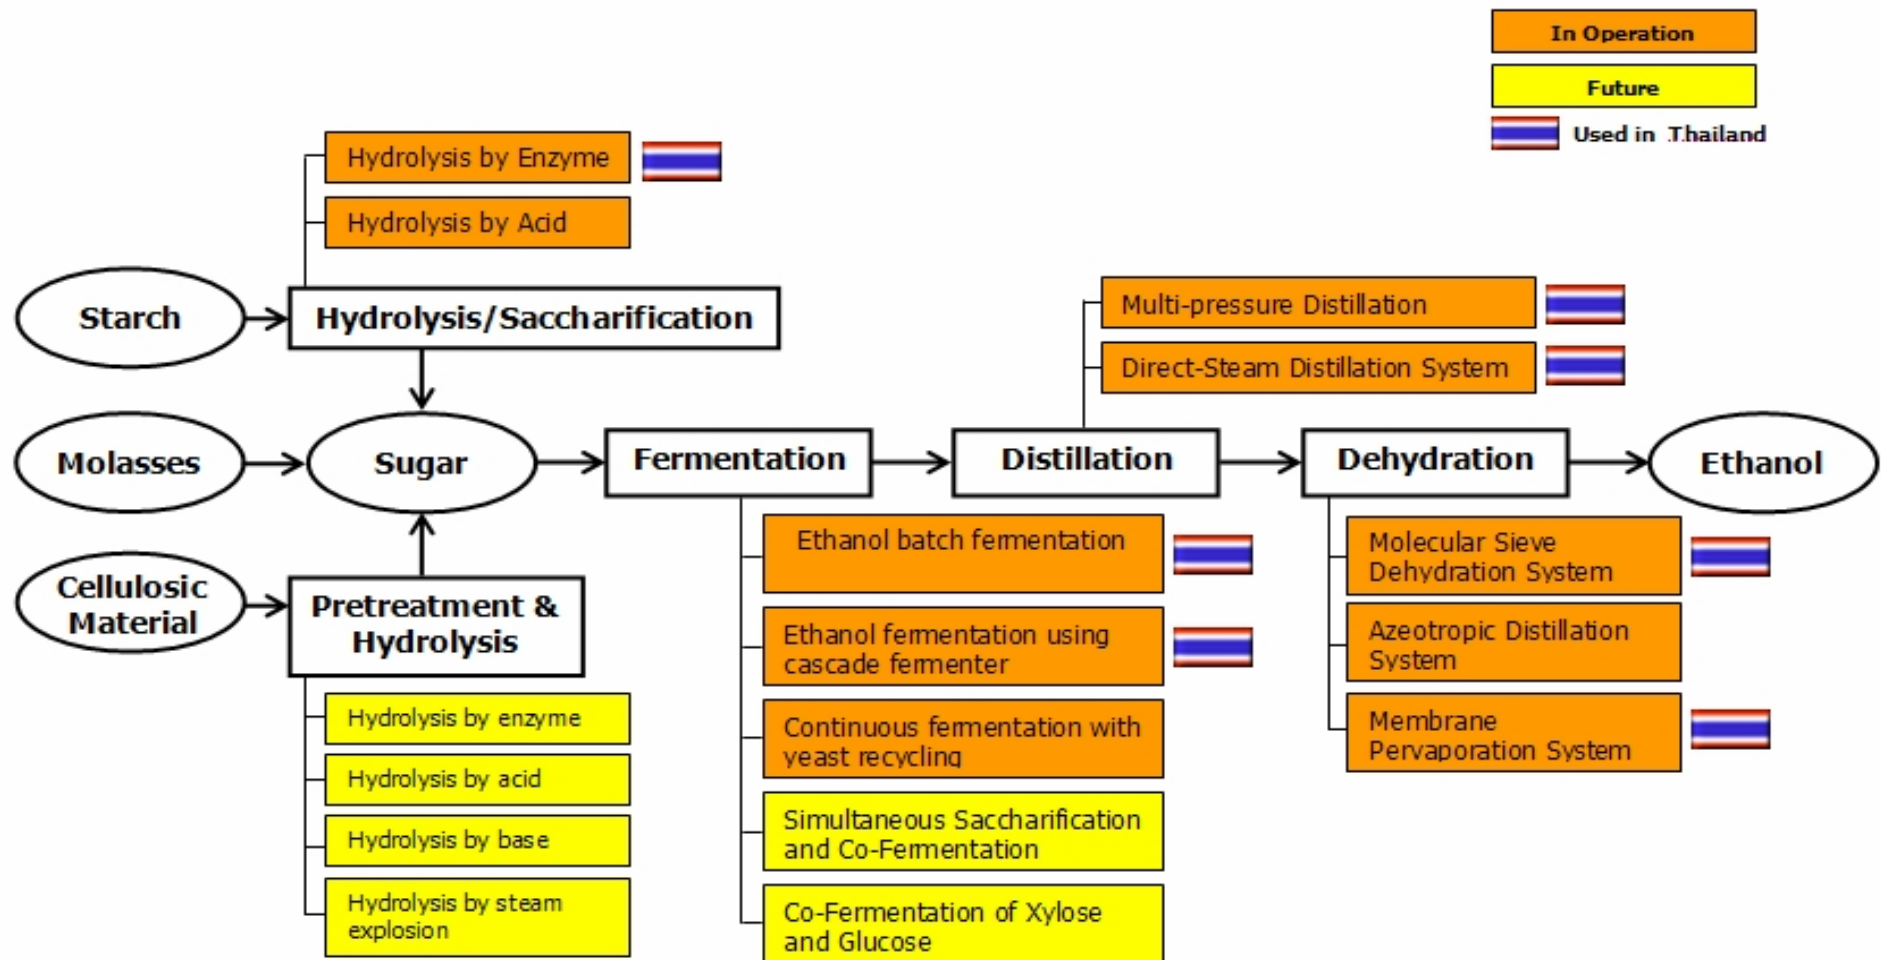 In Operation
Future
Used in Thailand
Hydrolysis by Enzyme
Hydrolysis by Acid
Starch
Hydrolysis/Saccharification
Multi-pressure Distillation
Direct-Steam Distillation System
Molasses
Sugar
Fermentation
Distillation
Dehydration
Ethanol
Cellulosic
Material
Pretreatment &
Hydrolysis
Hydrolysis by enzyme
Hydrolysis by acid
Hydrolysis by base
Hydrolysis by steam
explosion
Ethanol batch fermentation
Ethanol fermentation using
cascade fermenter
Continuous fermentation with
yeast recycling
Simultaneous Saccharification
and Co-Fermentation
Co-Fermentation of Xylose
and Glucose
Molecular Sieve
Dehydration System
Azeotropic Distillation
System
Membrane
Pervaporation System